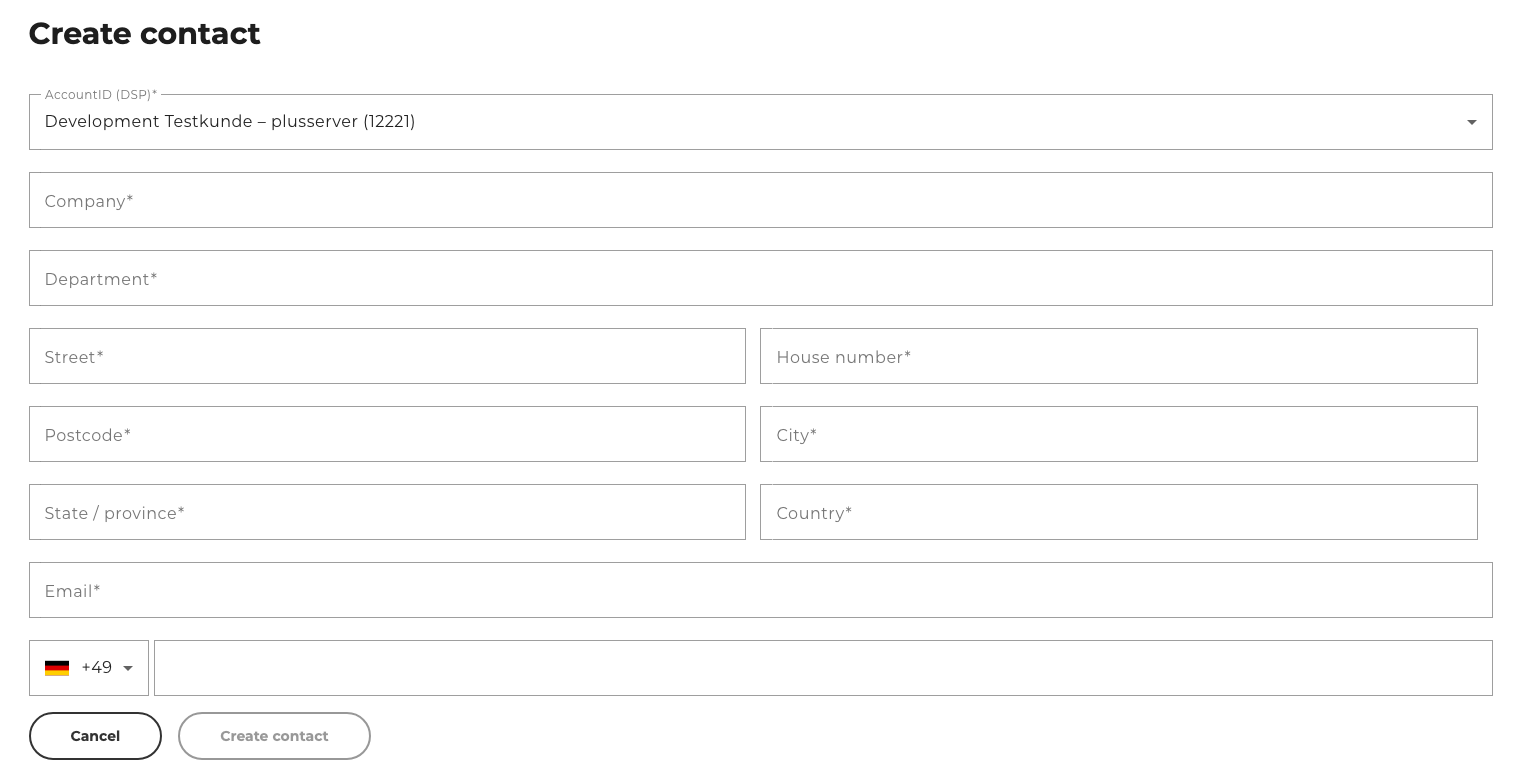 Create contact
AccountID (DSP)*
Development Testkunde – plusserver (12221)
Company*
Department*
Street*
House number*
Postcode*
City*
State / province*
Country*
Email*
+49
Cancel
Create contact